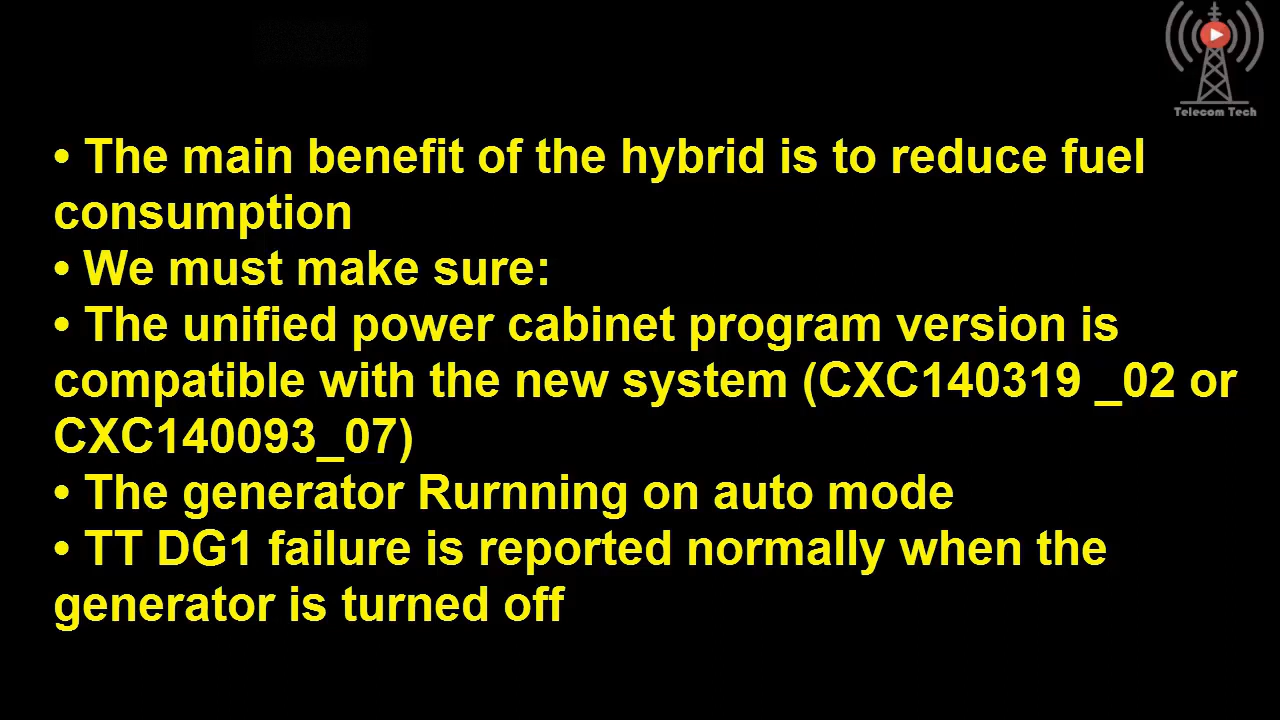 Telecom Tech
• The main benefit of the hybrid is to reduce fuel
consumption
• We must make sure:
• The unified power cabinet program version is
compatible with the new system (CXC140319 _02 or
CXC140093_07)
• The generator Rurnning on auto mode
• TT DG1 failure is reported normally when the
generator is turned off